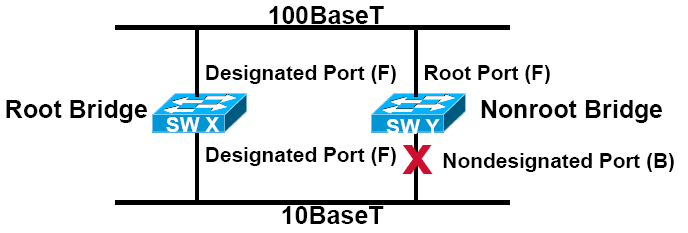 100BaseT
Designated Port (F)
Root Port (F)
Root Bridge
SW X
SW Y
Nonroot Bridge
Designated Port (F)
X
Nondesignated Port (B)
10BaseT